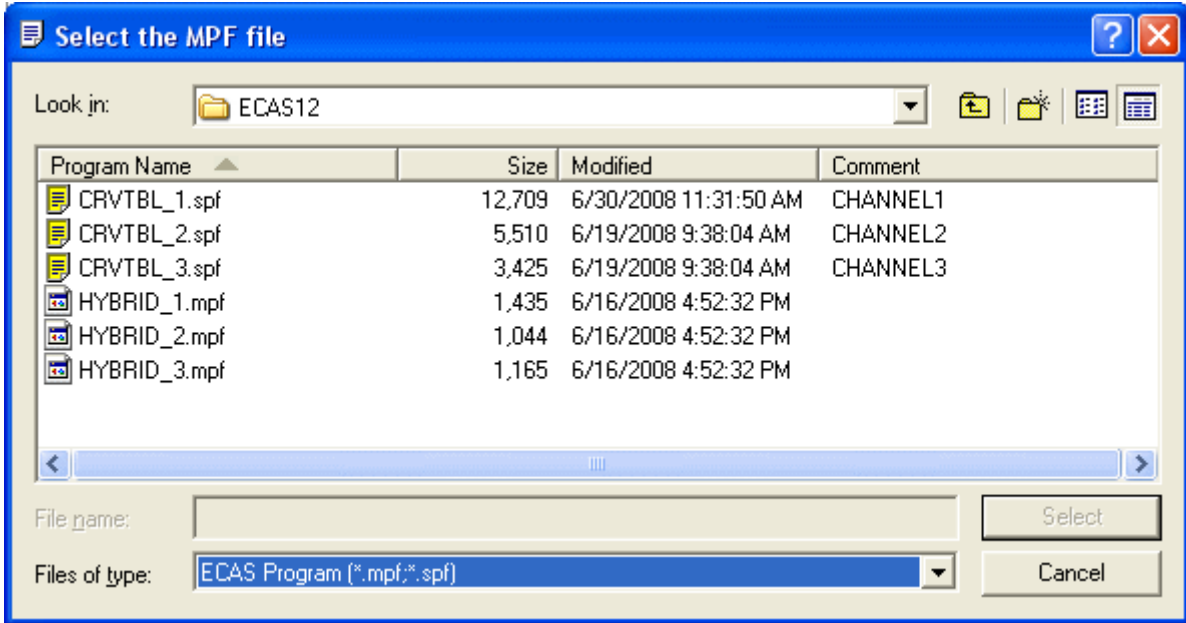 Select the MPF file
Look in: ECAS12
Program Name Size Modified Comment
CRVTBL_1.spf 12,709 6/30/2008 11:31:50 AM CHANNEL1
CRVTBL_2.spf 5,510 6/19/2008 9:38:04 AM CHANNEL2
CRVTBL_3.spf 3,425 6/19/2008 9:38:04 AM CHANNEL3
HYBRID_1.mpf 1,435 6/16/2008 4:52:32 PM
HYBRID_2.mpf 1,044 6/16/2008 4:52:32 PM
HYBRID_3.mpf 1,165 6/16/2008 4:52:32 PM
File name: Select
Files of type: ECAS Program (*.mpf;*.spf) Cancel